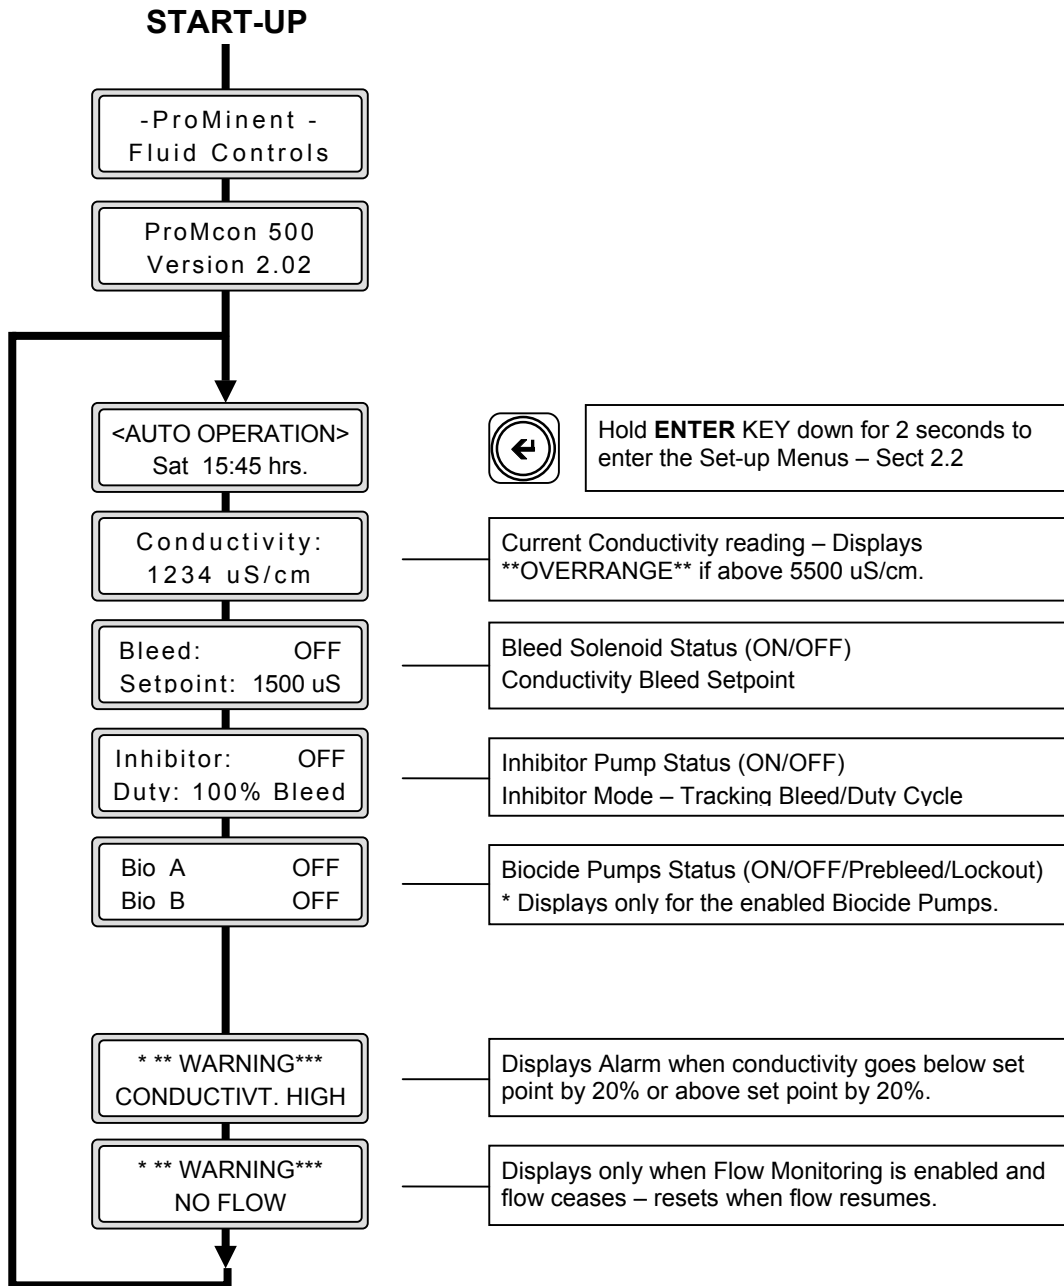 START-UP
-ProMinent -
Fluid Controls
ProMcon 500
Version 2.02
<AUTO OPERATION>
Sat 15:45 hrs.
Hold ENTER KEY down for 2 seconds to
enter the Set-up Menus – Sect 2.2
Conductivity:
1234 uS/cm
Current Conductivity reading – Displays
**OVERRANGE** if above 5500 uS/cm.
Bleed: OFF
Setpoint: 1500 uS
Bleed Solenoid Status (ON/OFF)
Conductivity Bleed Setpoint
Inhibitor: OFF
Duty: 100% Bleed
Inhibitor Pump Status (ON/OFF)
Inhibitor Mode – Tracking Bleed/Duty Cycle
Bio A OFF
Bio B OFF
Biocide Pumps Status (ON/OFF/Prebleed/Lockout)
* Displays only for the enabled Biocide Pumps.
* ** WARNING***
CONDUCTIVT. HIGH
Displays Alarm when conductivity goes below set
point by 20% or above set point by 20%.
* ** WARNING***
NO FLOW
Displays only when Flow Monitoring is enabled and
flow ceases – resets when flow resumes.